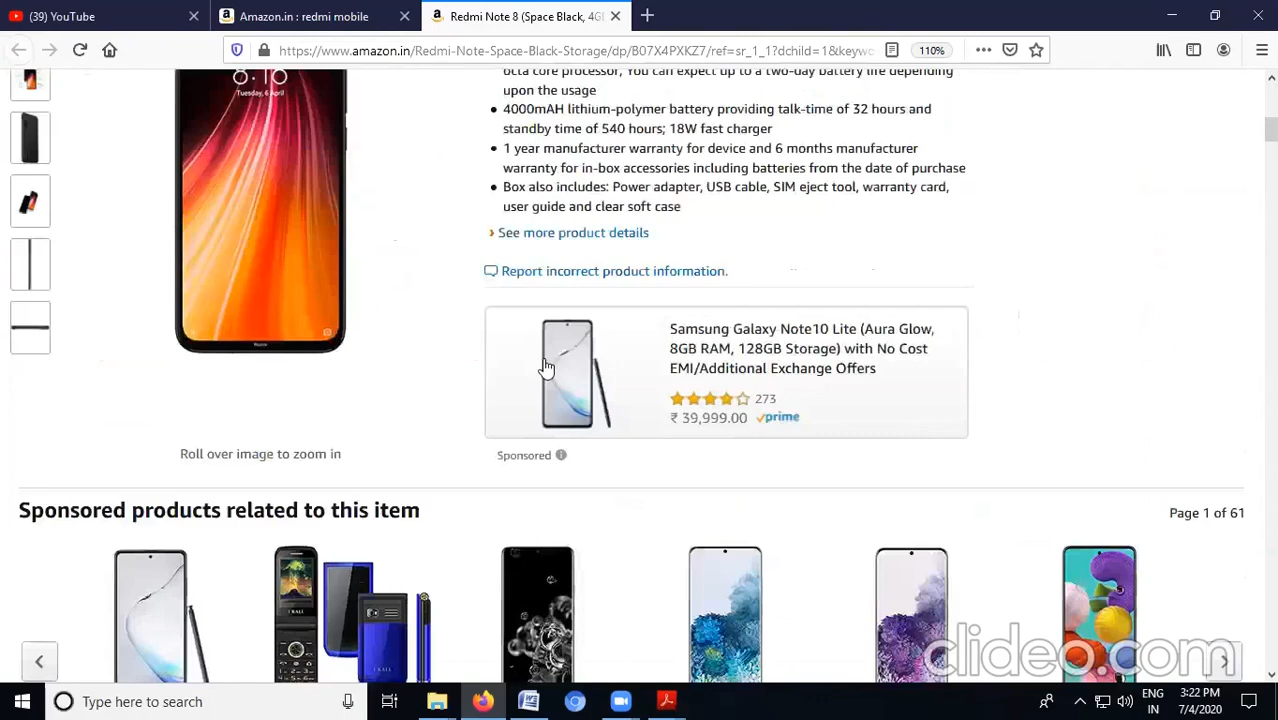 (39) YouTube
Amazon.in : redmi mobile
Redmi Note 8 (Space Black, 4G
https://www.amazon.in/Redmi-Note-Space-Black-Storage/dp/B07X4PXKZ7/ref=sr_1_1?dchild=1&keywc
110%
8:10
Tuesday, 6 April
octa core processor, You can expect up to a two-day battery life depending
upon the usage
4000mAH lithium-polymer battery providing talk-time of 32 hours and
standby time of 540 hours; 18W fast charger
1 year manufacturer warranty for device and 6 months manufacturer
warranty for in-box accessories including batteries from the date of purchase
Box also includes: Power adapter, USB cable, SIM eject tool, warranty card,
user guide and clear soft case
› See more product details
Report incorrect product information.
Samsung Galaxy Note10 Lite (Aura Glow,
8GB RAM, 128GB Storage) with No Cost
EMI/Additional Exchange Offers
273
₹ 39,999.00 prime
Sponsored
Roll over image to zoom in
Sponsored products related to this item
Page 1 of 61
clideo.com
Type here to search
ENG
IN
3:22 PM
7/4/2020